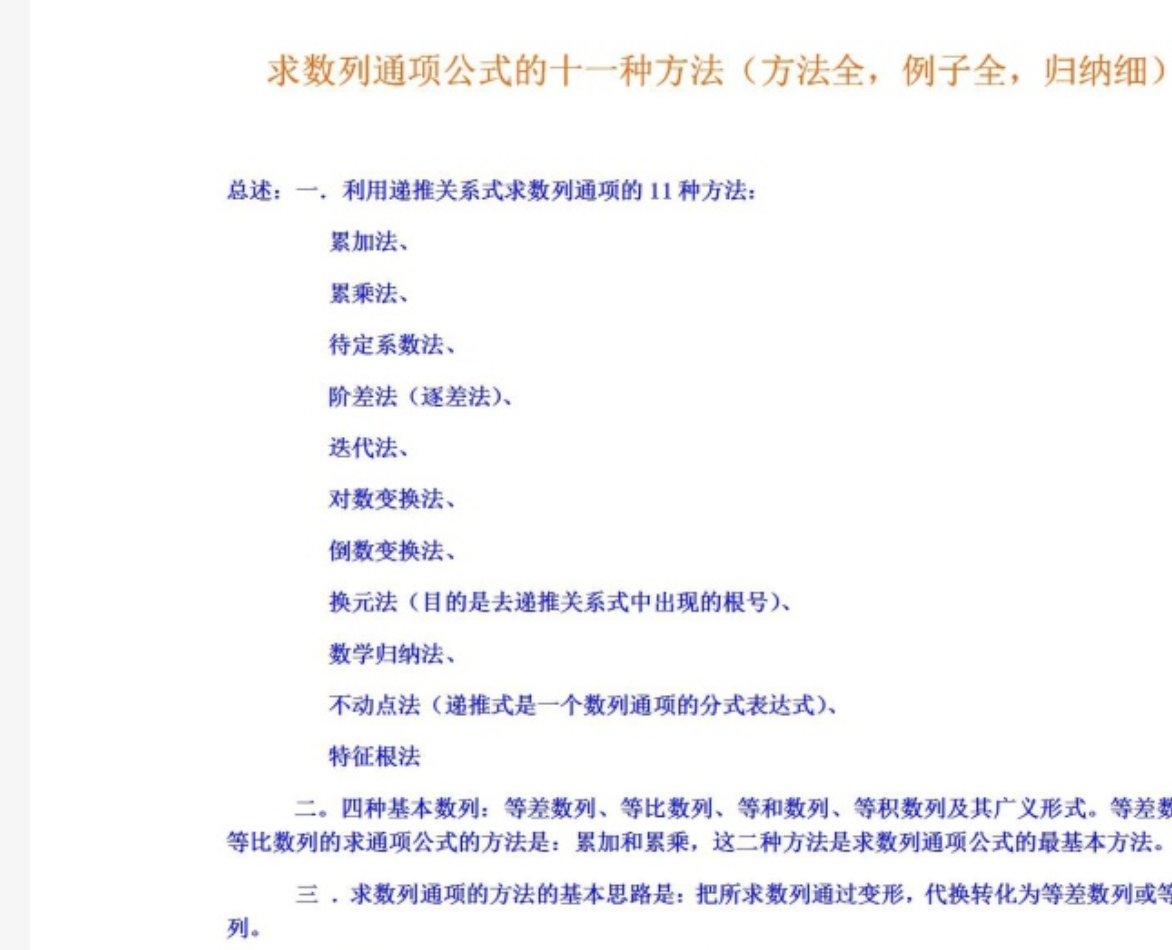 求数列通项公式的十一种方法（方法全，例子全，归纳细）
总述：一．利用递推关系式求数列通项的 11 种方法：
累加法、
累乘法、
待定系数法、
阶差法（逐差法）、
迭代法、
对数变换法、
倒数变换法、
换元法（目的是去递推关系式中出现的根号）、
数学归纳法、
不动点法（递推式是一个数列通项的分式表达式）、
特征根法
二。四种基本数列：等差数列、等比数列、等和数列、等积数列及其广义形式。等差数
等比数列的求通项公式的方法是：累加和累乘，这二种方法是求数列通项公式的最基本方法。
三 ．求数列通项的方法的基本思路是：把所求数列通过变形，代换转化为等差数列或等
列。